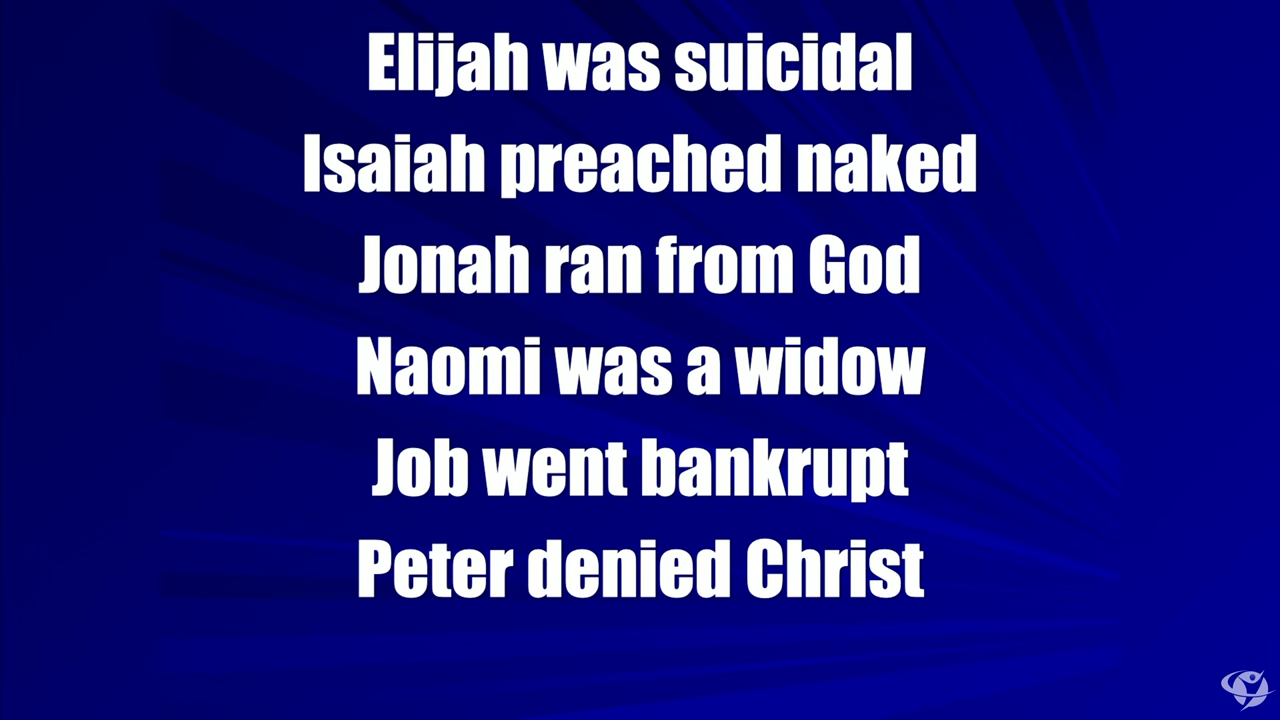 Elijah was suicidal
Isaiah preached naked
Jonah ran from God
Naomi was a widow
Job went bankrupt
Peter denied Christ